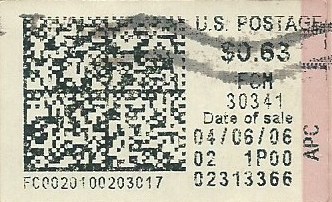 U.S. POSTAGE
$0.63
FCM
30341
Date of sale
04/06/06
02 1P00
02313366
FC0020100203017
APC